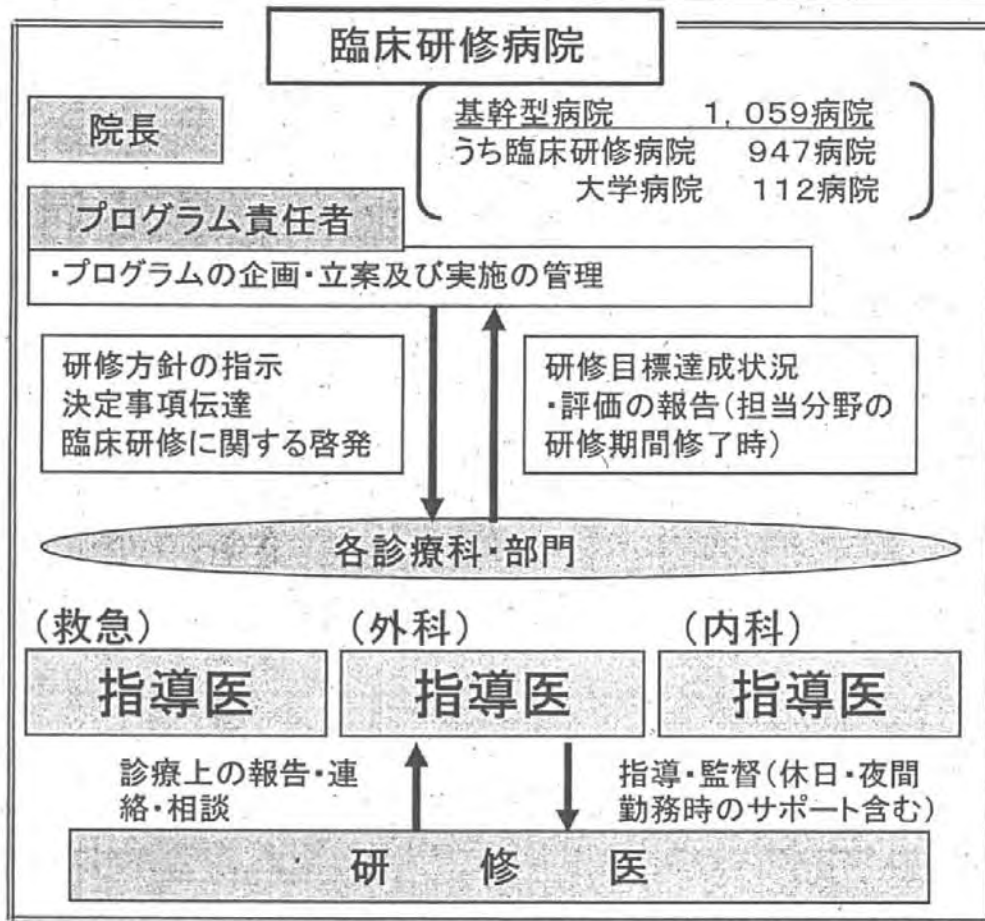 臨床研修病院
院長
基幹型病院 1,059病院
うち臨床研修病院 947病院
大学病院 112病院
プログラム責任者
・プログラムの企画・立案及び実施の管理
研修方針の指示
決定事項伝達
臨床研修に関する啓発
研修目標達成状況
・評価の報告(担当分野の
研修期間修了時)
各診療科・部門
(救急)
(外科)
(内科)
指導医
指導医
指導医
診療上の報告・連
絡・相談
指導・監督(休日・夜間
勤務時のサポート含む)
研修医